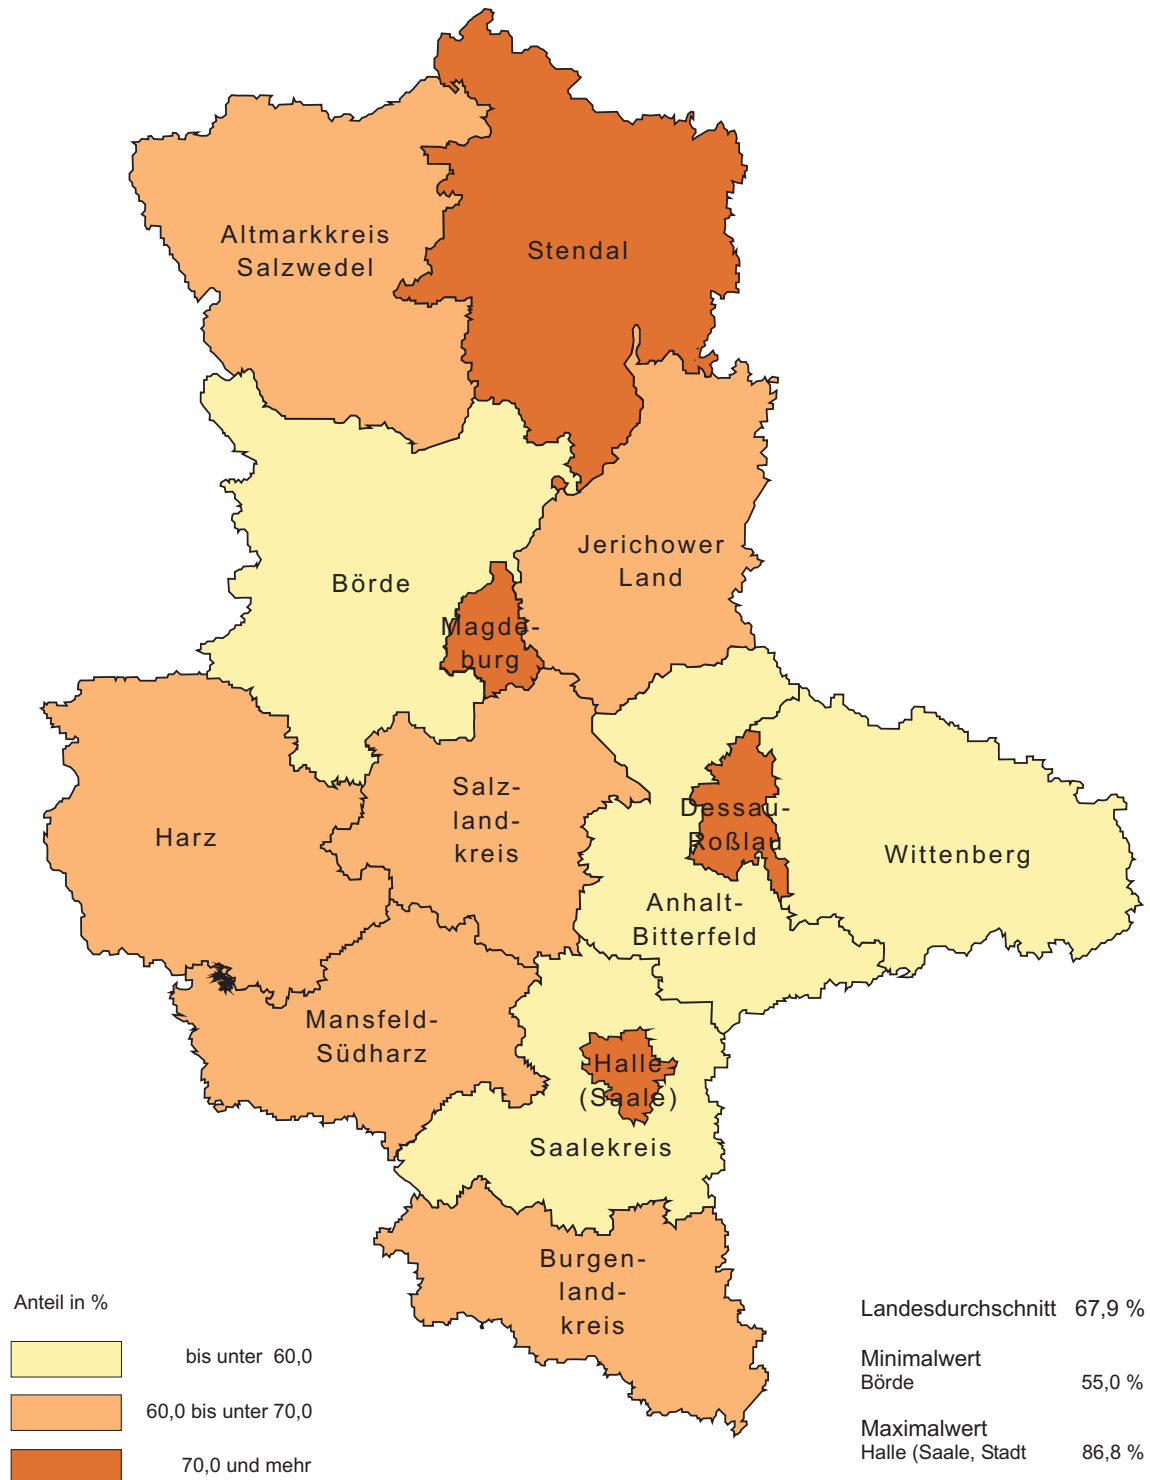 Altmarkkreis
Salzwedel
Stendal
Jerichower
Land
Börde
Magde-
burg
Salz-
land-
kreis
Harz
Dessau-
Roßlau
Wittenberg
Anhalt-
Bitterfeld
Mansfeld-
Südharz
Halle
(Saale)
Saalekreis
Burgen-
land-
kreis
Anteil in %
bis unter 60,0
60,0 bis unter 70,0
70,0 und mehr
Landesdurchschnitt 67,9 %
Minimalwert
Börde 55,0 %
Maximalwert
Halle (Saale, Stadt 86,8 %